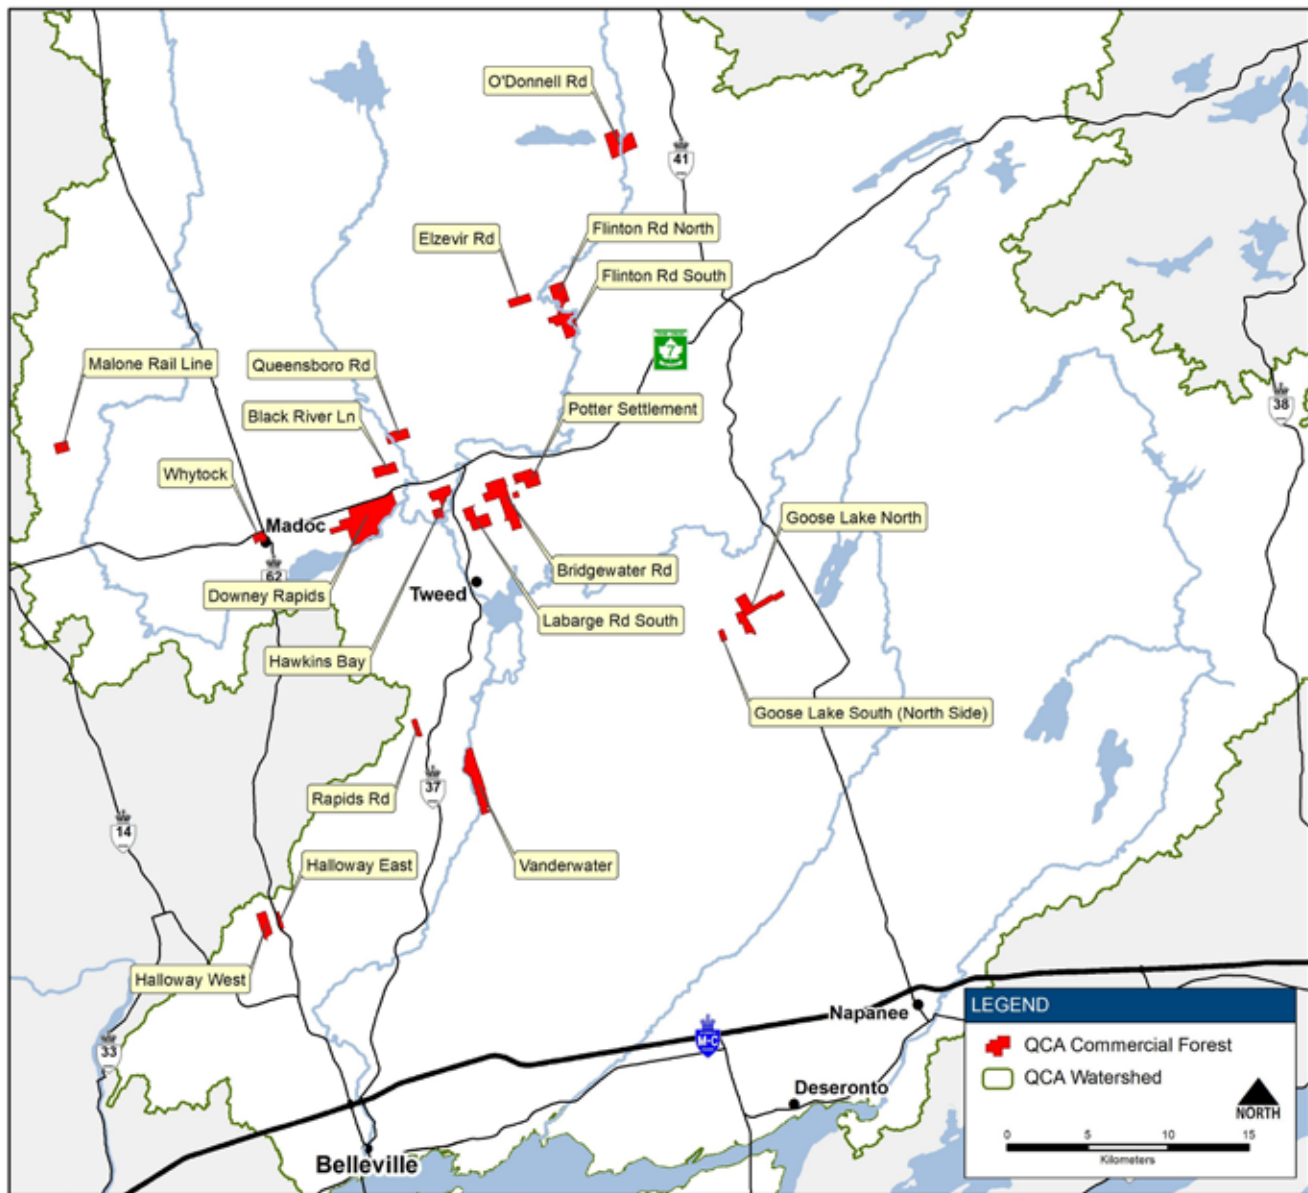 O'Donnell Rd
41
Flinton Rd North
Elzevir Rd
Flinton Rd South
7
Malone Rail Line
Queensboro Rd
38
Black River Ln
Potter Settlement
Whytock
Goose Lake North
Madoc
62
Bridgewater Rd
Downey Rapids
Tweed
Labarge Rd South
Hawkins Bay
Goose Lake South (North Side)
37
Rapids Rd
14
Halloway East
Vanderwater
Halloway West
Napanee
M-C
33
Deseronto
Belleville
LEGEND
QCA Commercial Forest
QCA Watershed
NORTH
0 5 10 15
Kilometers